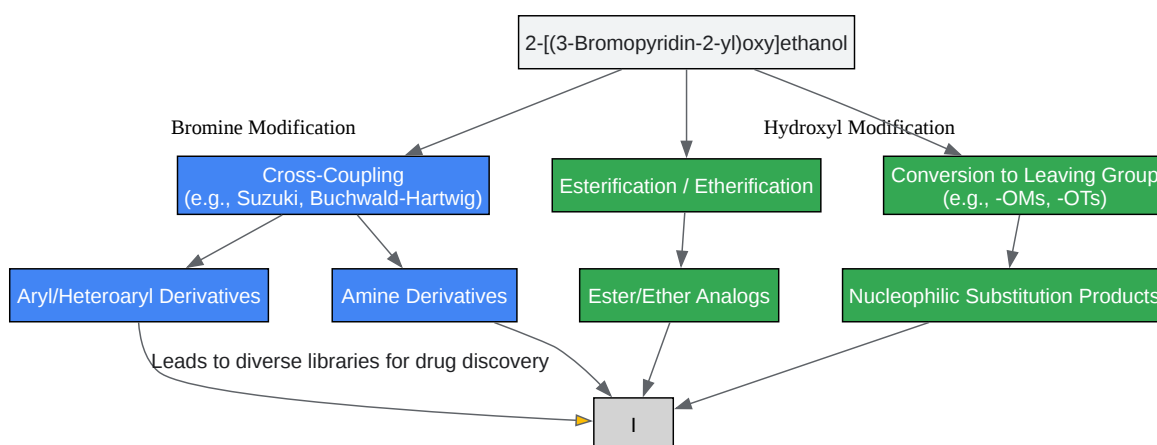 2-[(3-Bromopyridin-2-yl)oxy]ethanol
Bromine Modification
Hydroxyl Modification
Cross-Coupling
(e.g., Suzuki, Buchwald-Hartwig)
Esterification / Etherification
Conversion to Leaving Group
(e.g., -OMs, -OTs)
Aryl/Heteroaryl Derivatives
Amine Derivatives
Ester/Ether Analogs
Nucleophilic Substitution Products
Leads to diverse libraries for drug discovery
I